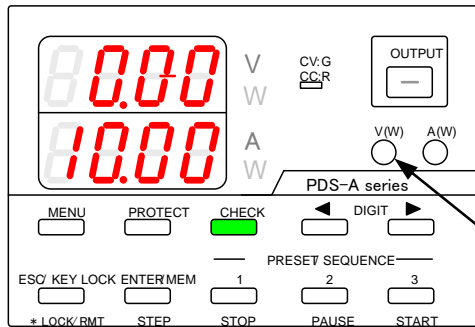 0.00 V
W
CV:G
CC:R
OUTPUT
10.00 A
W
V(W) A(W)
PDS-A series
MENU PROTECT CHECK ◀ DIGIT ▶
PRESET/ SEQUENCE
ESC/ KEY LOCK ENTER/MEM 1 2 3
* LOCK/ RMT STEP STOP PAUSE START